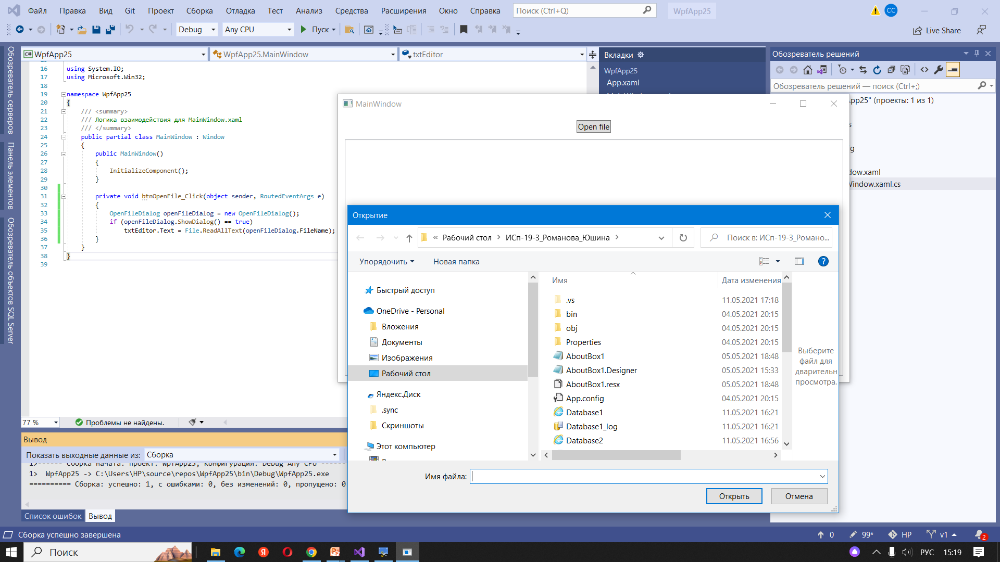 Файл Правка Вид Git Проект Сборка Отладка Тест Анализ Средства Расширения Окно Справка Поиск (Ctrl+Q) WpfApp25 CC
Debug Any CPU Пуск Live Share
Обозреватель серверов
Панель элементов
Обозреватель объектов SQL Server
WpfApp25 WpfApp25.MainWindow txtEditor
16 using System.IO;
17 using Microsoft.Win32;
18
19 namespace WpfApp25
20 {
21 /// <summary>
22 /// Логика взаимодействия для MainWindow.xaml
23 /// </summary>
24 public partial class MainWindow : Window
25 {
26 public MainWindow()
27 {
28 InitializeComponent();
29 }
30
31 private void btnOpenFile_Click(object sender, RoutedEventArgs e)
32 {
33 OpenFileDialog openFileDialog = new OpenFileDialog();
34 if (openFileDialog.ShowDialog() == true)
35 txtEditor.Text = File.ReadAllText(openFileDialog.FileName);
36 }
37 }
38 }
39
77 % Проблемы не найдены.
Вывод
Показать выходные данные из: Сборка
1>------ Сборка начата: проект: WpfApp25, Конфигурация: Debug Any CPU ------
1> WpfApp25 -> C:\Users\HP\source\repos\WpfApp25\bin\Debug\WpfApp25.exe
========== Сборка: успешно: 1, с ошибками: 0, без изменений: 0, пропущено: 0
Список ошибок Вывод
Вкладки
WpfApp25
App.xaml
Обозреватель решений
Обозреватель решений — поиск (Ctrl+;)
pp25" (проекты: 1 из 1)
s
g
dow.xaml
Window.xaml.cs
MainWindow
Open file
Открытие
« Рабочий стол > ИСп-19-3_Романова_Юшина > Поиск в: ИСп-19-3_Романо...
Упорядочить Новая папка
Быстрый доступ
OneDrive - Personal
Вложения
Документы
Изображения
Рабочий стол
Яндекс.Диск
.sync
Скриншоты
Этот компьютер
Имя Дата изменения
.vs 11.05.2021 17:18
bin 04.05.2021 20:15
obj 04.05.2021 20:15
Properties 04.05.2021 20:15
AboutBox1 05.05.2021 18:48
AboutBox1.Designer 05.05.2021 15:33
AboutBox1.resx 05.05.2021 18:48
App.config 04.05.2021 20:15
Database1 11.05.2021 16:21
Database1_log 11.05.2021 16:21
Database2 11.05.2021 16:56
Выберите
файл для
дварительн
просмотра.
Имя файла:
Открыть Отмена
Сборка успешно завершена 0 99* HP v1 2
Поиск РУС 15:19